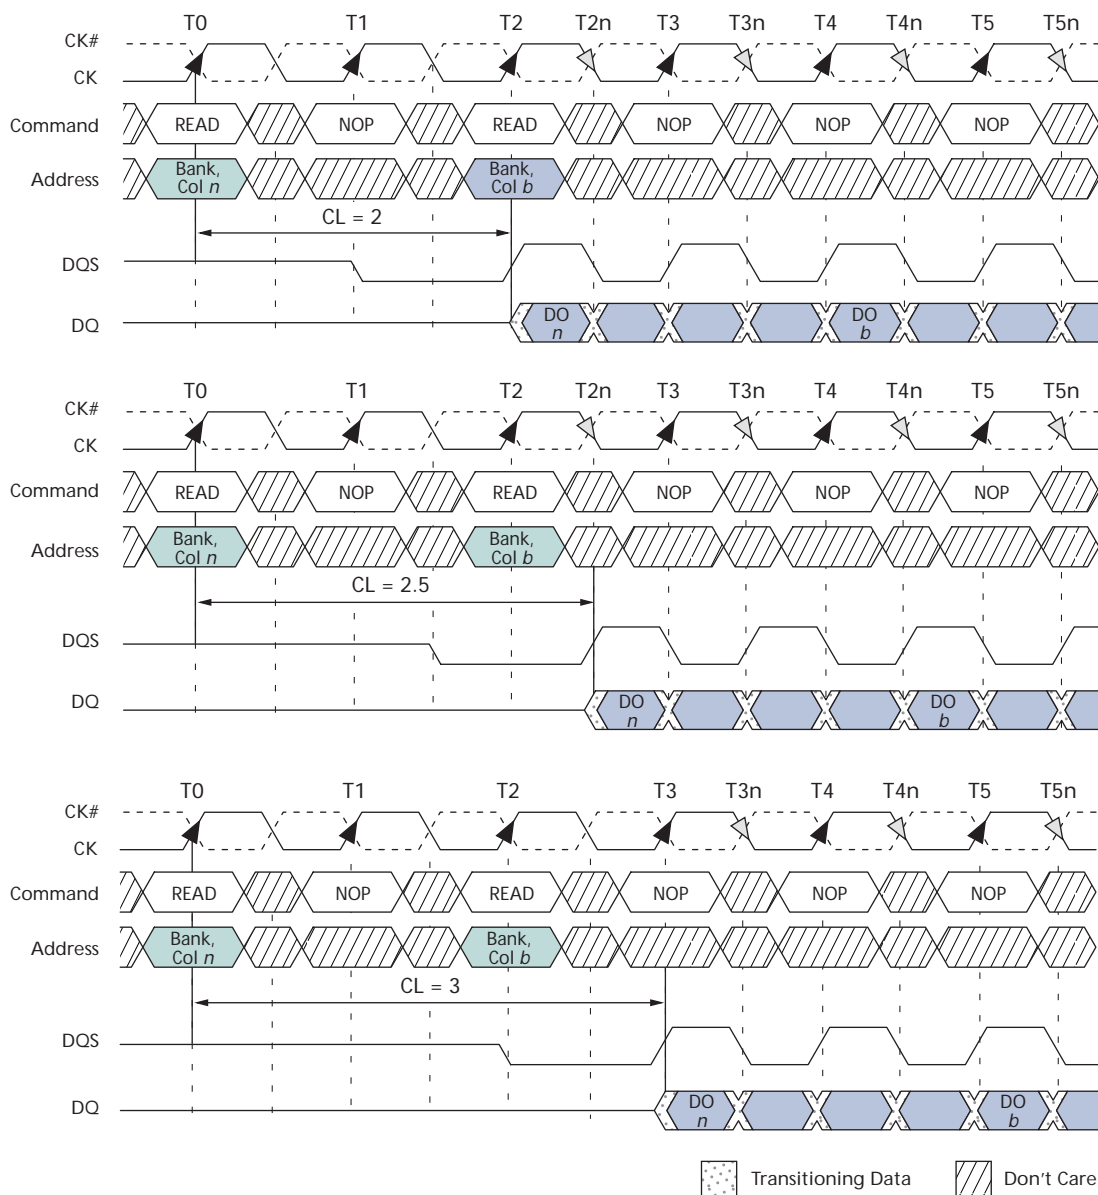 T0 T1 T2 T2n T3 T3n T4 T4n T5 T5n
CK#
CK
Command READ NOP READ NOP NOP NOP
Address Bank, Col n Bank, Col b
CL = 2
DQS
DQ DO n DO b
T0 T1 T2 T2n T3 T3n T4 T4n T5 T5n
CK#
CK
Command READ NOP READ NOP NOP NOP
Address Bank, Col n Bank, Col b
CL = 2.5
DQS
DQ DO n DO b
T0 T1 T2 T3 T3n T4 T4n T5 T5n
CK#
CK
Command READ NOP READ NOP NOP NOP
Address Bank, Col n Bank, Col b
CL = 3
DQS
DQ DO n DO b
Transitioning Data Don't Care